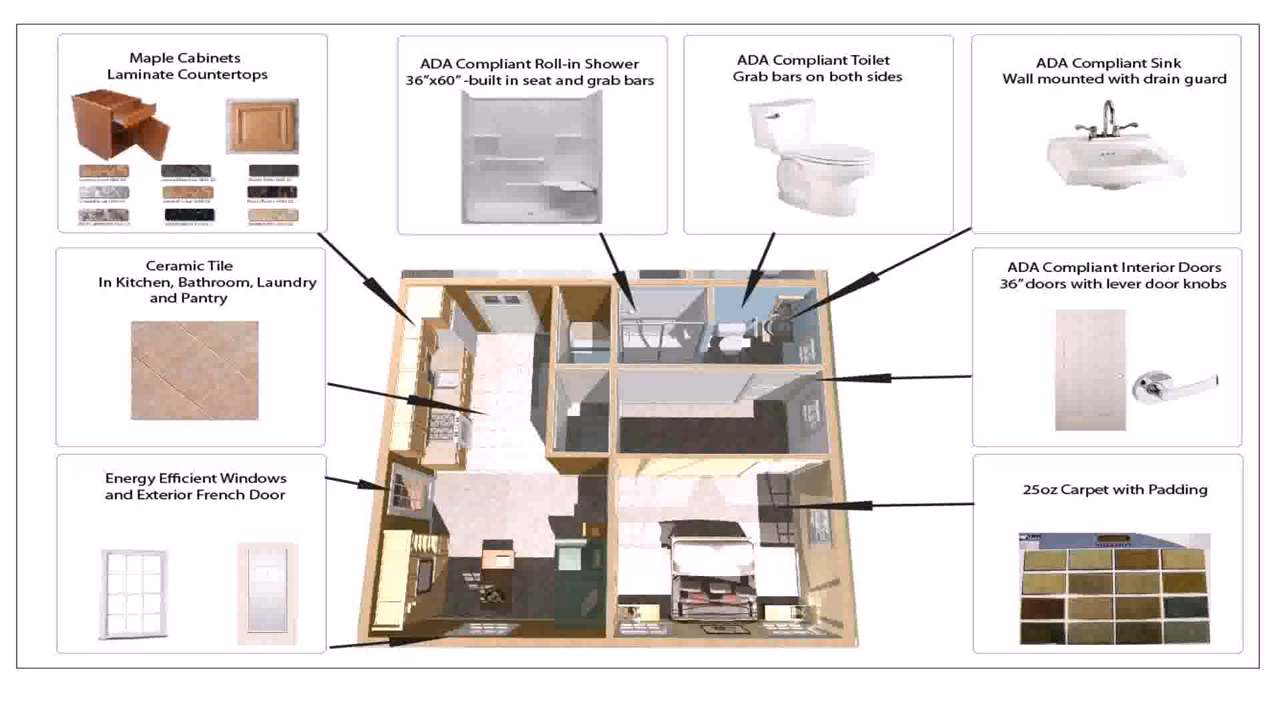 Maple Cabinets
Laminate Countertops
ADA Compliant Roll-in Shower
36”x60” -built in seat and grab bars
ADA Compliant Toilet
Grab bars on both sides
ADA Compliant Sink
Wall mounted with drain guard
Ceramic Tile
In Kitchen, Bathroom, Laundry
and Pantry
ADA Compliant Interior Doors
36” doors with lever door knobs
Energy Efficient Windows
and Exterior French Door
25oz Carpet with Padding